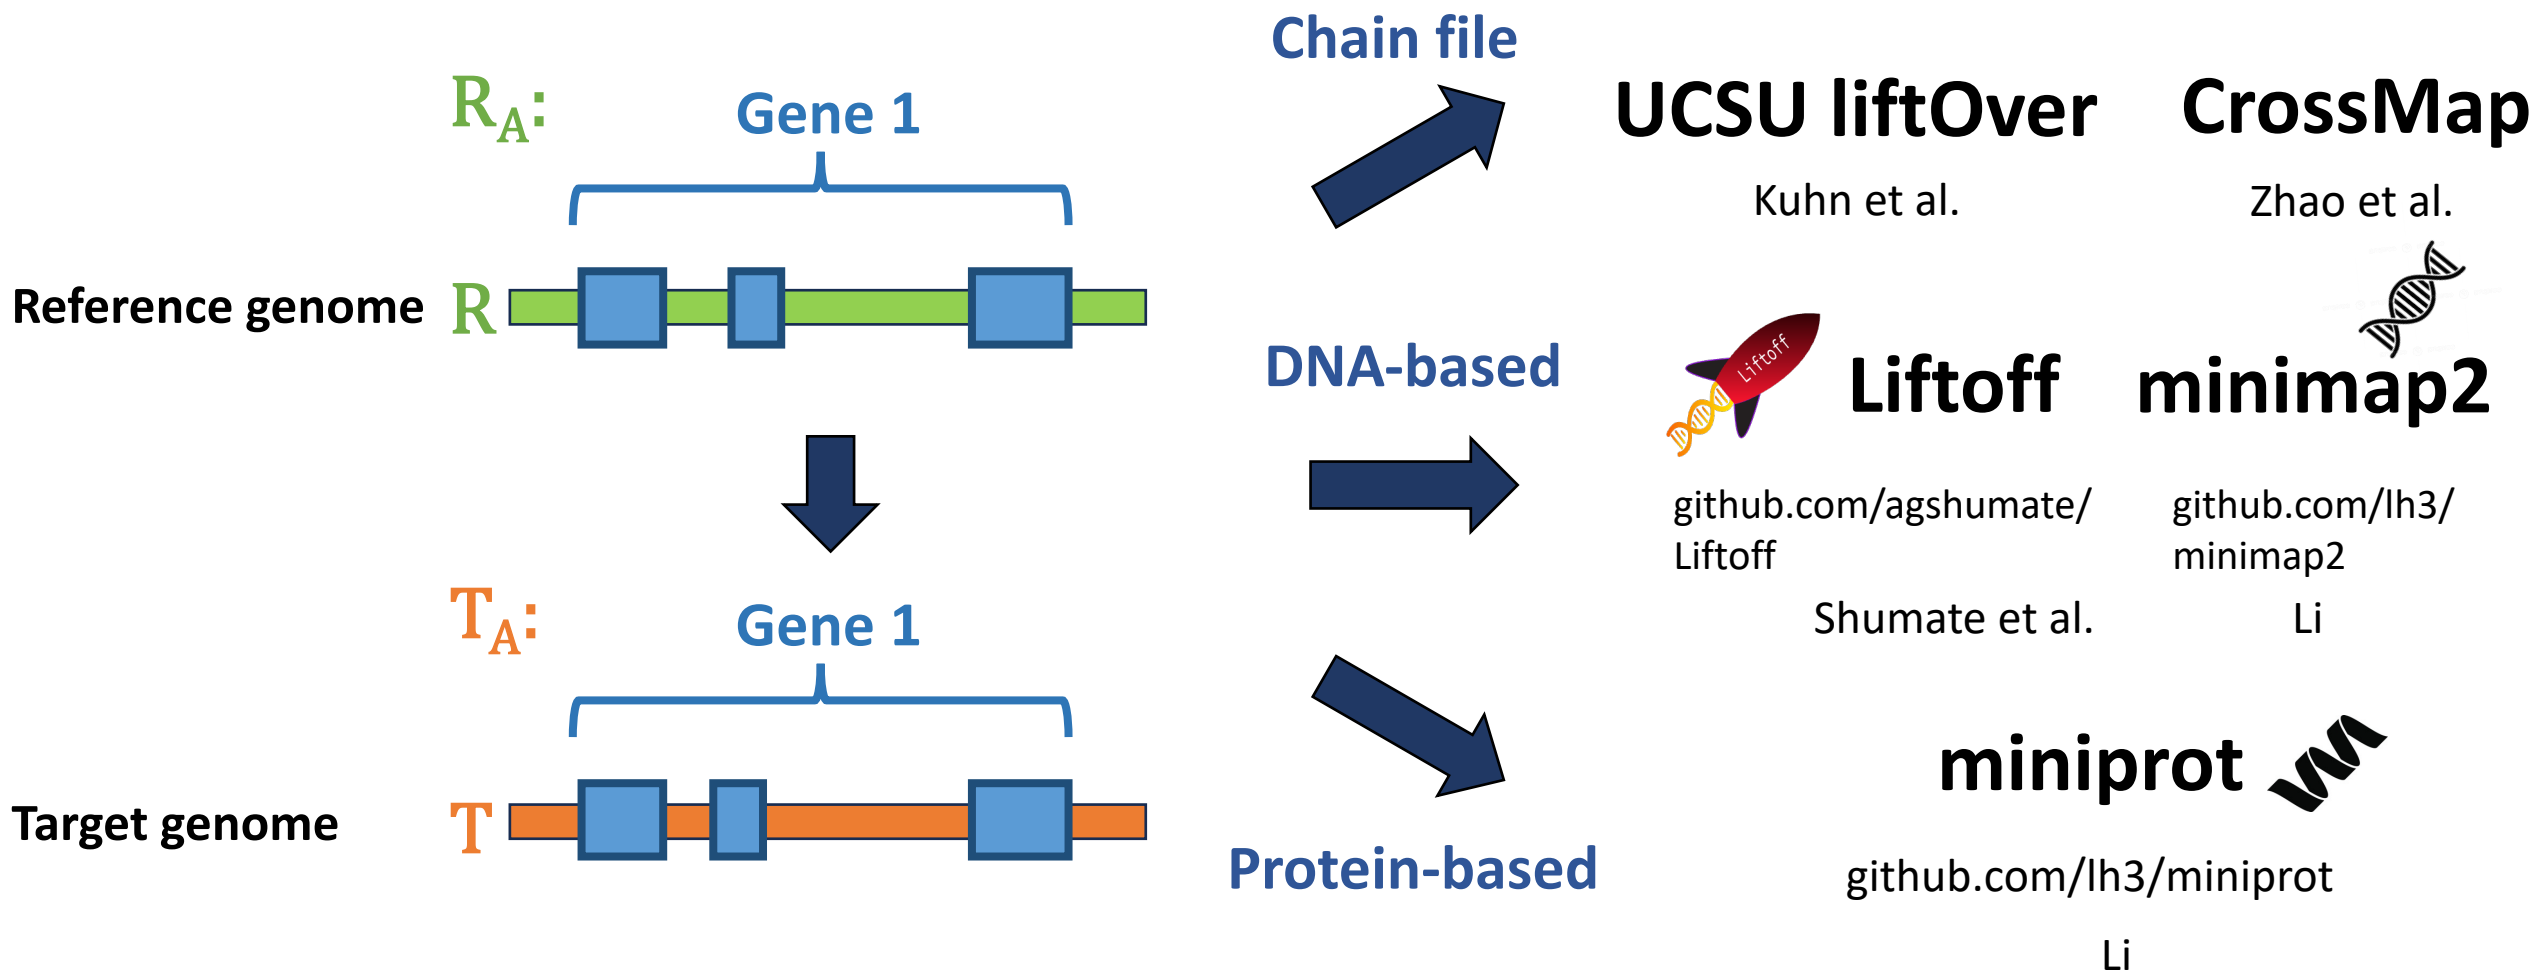 Chain file
R_A:
Gene 1
UCSU liftOver
CrossMap
Kuhn et al.
Zhao et al.
Reference genome
R
DNA-based
Liftoff
Liftoff
minimap2
github.com/agshumate/
Liftoff
github.com/lh3/
minimap2
Shumate et al.
Li
T_A:
Gene 1
miniprot
Target genome
T
Protein-based
github.com/lh3/miniprot
Li